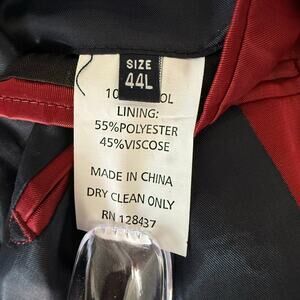 SIZE
44L
LINING:
55%POLYESTER
45%VISCOSE
MADE IN CHINA
DRY CLEAN ONLY
RN 128437